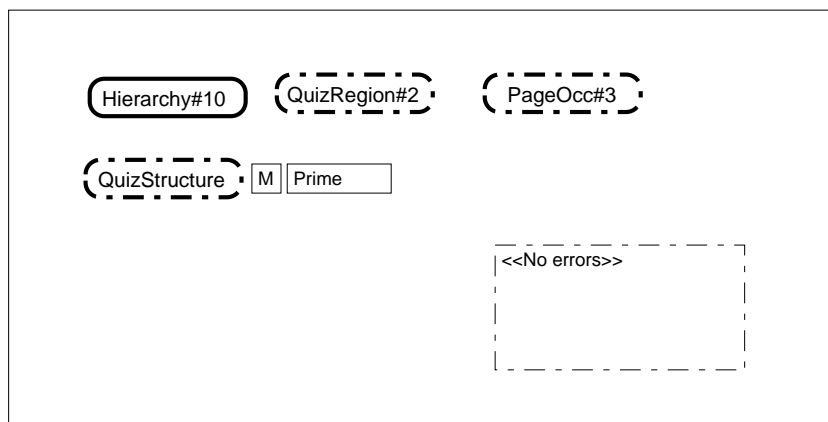 Hierarchy#10 QuizRegion#2 PageOcc#3
QuizStructure M Prime
<<No errors>>